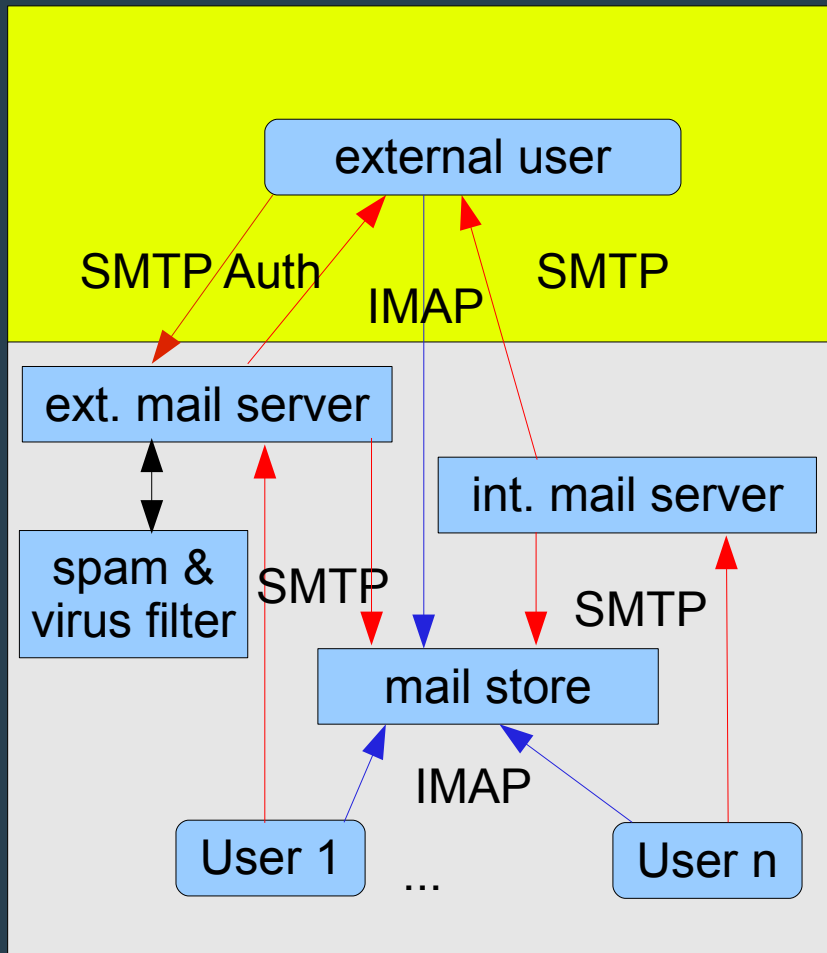 external user
SMTP Auth
SMTP
IMAP
ext. mail server
int. mail server
spam &
virus filter
SMTP
SMTP
mail store
IMAP
User 1
...
User n